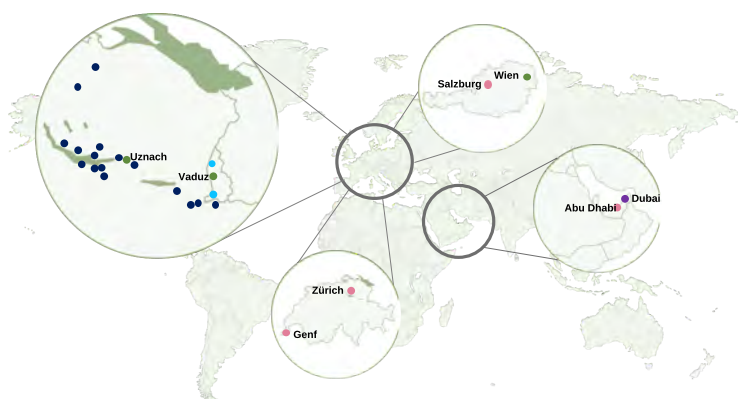 Wien
Salzburg
Uznach
Vaduz
Dubai
Abu Dhabi
Zürich
Genf